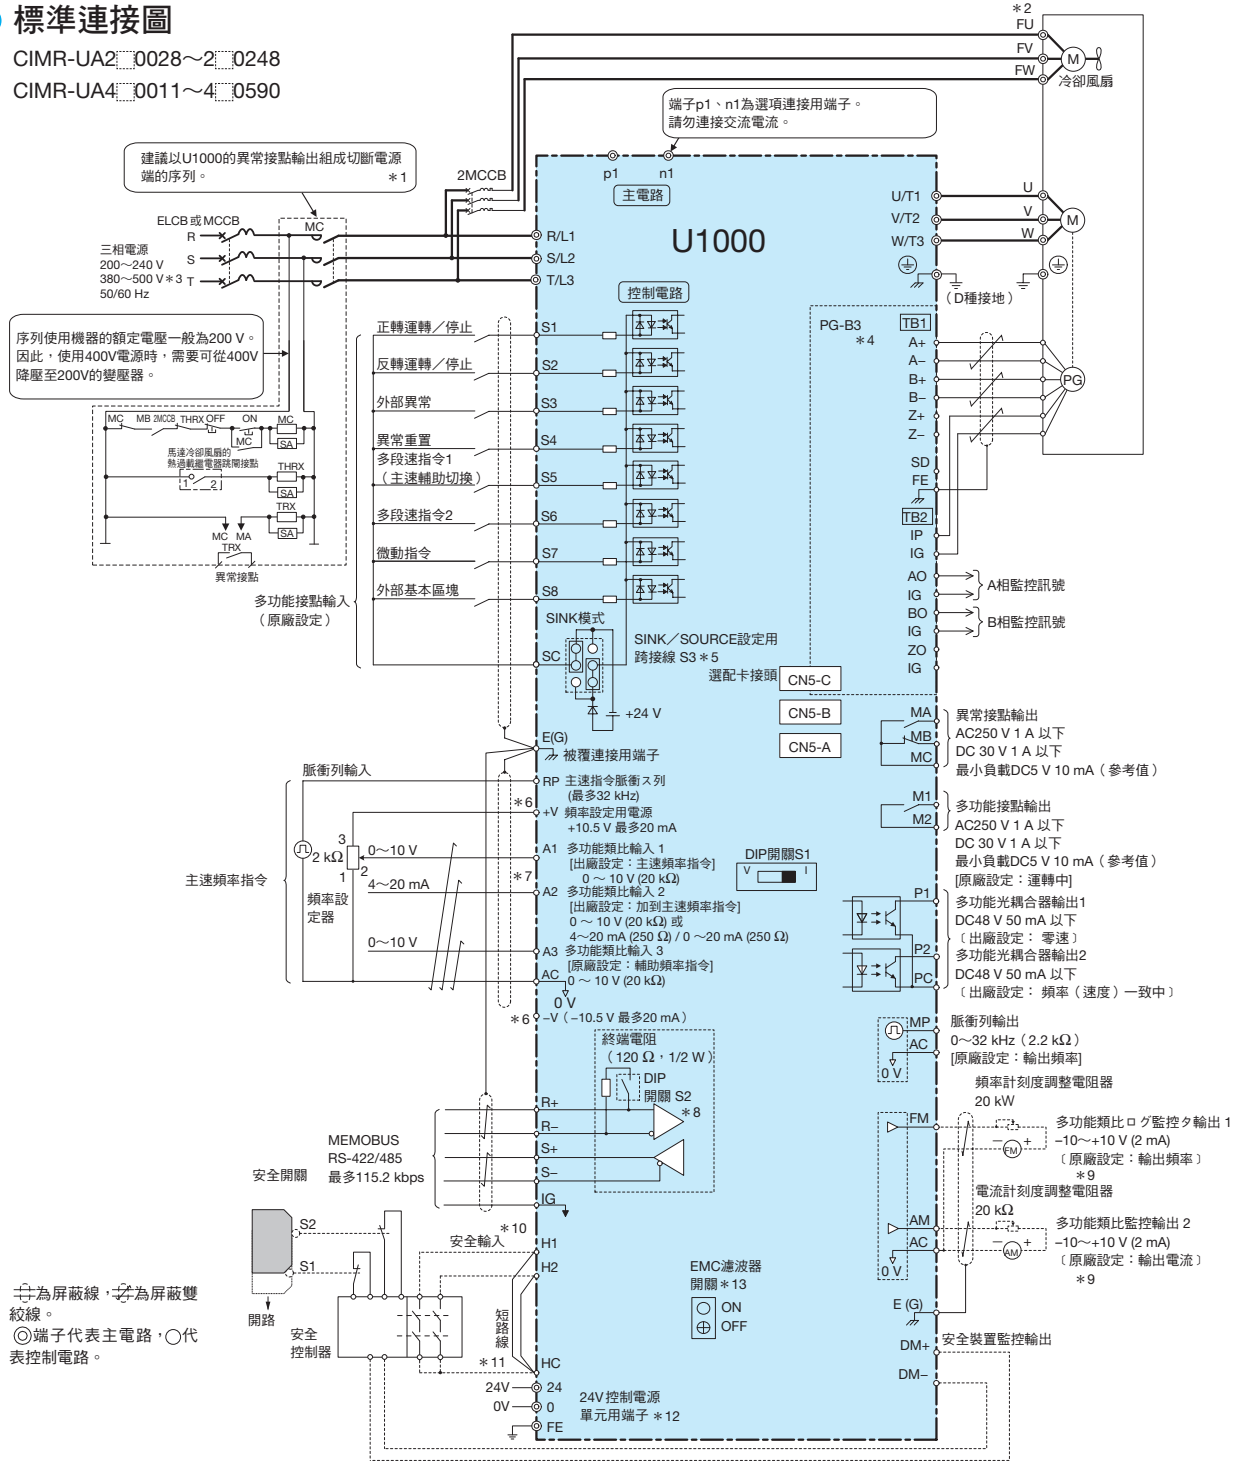 標準連接圖
CIMR-UA2□0028～2□0248
CIMR-UA4□0011～4□0590
＊2
FU
FV
FW
M
冷卻風扇
端子p1、n1為選項連接用端子。
請勿連接交流電流。
建議以U1000的異常接點輸出組成切斷電源
端的序列。 ＊1
2MCCB
p1
n1
主電路
U1000
ELCB 或 MCCB
MC
三相電源
200～240 V
380～500 V＊3
50/60 Hz
R
S
T
R/L1
S/L2
T/L3
U/T1
V/T2
W/T3
U
V
W
M
（D種接地）
控制電路
序列使用機器的額定電壓一般為200 V。
因此，使用400V電源時，需要可從400V
降壓至200V的變壓器。
MC MB 2MCCB THRX OFF ON MC
MC
SA
馬達冷卻風扇的
熱過載繼電器跳閘接點
1 2
THRX
SA
TRX
SA
MC MA
TRX
異常接點
正轉運轉／停止 S1
反轉運轉／停止 S2
外部異常 S3
異常重置 S4
多段速指令1
（主速輔助切換） S5
多段速指令2 S6
微動指令 S7
外部基本區塊 S8
多功能接點輸入
（原廠設定）
SINK模式
SC
SINK／SOURCE設定用
跨接線 S3＊5
+24 V
選配卡接頭
CN5-C
CN5-B
CN5-A
PG-B3
＊4
TB1
A+
A−
B+
B−
Z+
Z−
SD
FE
TB2
IP
IG
AO
IG
BO
IG
ZO
IG
PG
A相監控訊號
B相監控訊號
E(G)
被覆連接用端子
脈衝列輸入
RP 主速指令脈衝ス列
(最多32 kHz)
＊6
+V 頻率設定用電源
+10.5 V 最多20 mA
主速頻率指令
2 kΩ
3
2
1
頻率設
定器
0～10 V
A1 多功能類比輸入 1
[出廠設定：主速頻率指令]
0 ～ 10 V (20 kΩ)
＊7
4～20 mA
A2 多功能類比輸入 2
[出廠設定：加到主速頻率指令]
0 ～ 10 V (20 kΩ) 或
4～20 mA (250 Ω) / 0 ～20 mA (250 Ω)
0～10 V
A3 多功能類比輸入 3
[原廠設定：輔助頻率指令]
0 ～ 10 V (20 kΩ)
AC
0 V
＊6 −V（ −10.5 V 最多20 mA ）
DIP開關S1
V
I
MA
MB
MC
異常接點輸出
AC250 V 1 A 以下
DC 30 V 1 A 以下
最小負載DC5 V 10 mA（參考值）
M1
M2
多功能接點輸出
AC250 V 1 A 以下
DC 30 V 1 A 以下
最小負載DC5 V 10 mA（參考值）
[原廠設定：運轉中]
P1
P2
PC
多功能光耦合器輸出1
DC48 V 50 mA 以下
〔出廠設定： 零速〕
多功能光耦合器輸出2
DC48 V 50 mA 以下
〔出廠設定： 頻率（速度）一致中〕
MP
AC
0 V
脈衝列輸出
0～32 kHz（2.2 kΩ）
[原廠設定：輸出頻率]
頻率計刻度調整電阻器
20 kW
FM
− FM +
多功能類比ログ監控タ輸出 1
−10～+10 V (2 mA)
〔原廠設定：輸出頻率〕
＊9
電流計刻度調整電阻器
20 kΩ
AM
AC
0 V
− AM +
多功能類比監控輸出 2
−10～+10 V (2 mA)
〔原廠設定：輸出電流〕
＊9
E (G)
終端電阻
（120 Ω，1/2 W）
DIP
開關 S2
＊8
MEMOBUS
RS-422/485
最多115.2 kbps
R+
R−
S+
S−
IG
安全開關
S2
S1
開路
安全
控制器
＊10
安全輸入
H1
H2
短路線
＊11
HC
24V
24
0V
0
FE
24V控制電源
單元用端子 ＊12
EMC濾波器
開關＊13
ON
OFF
DM+
DM−
安全裝置監控輸出
為屏蔽線，為屏蔽雙
絞線。
◎端子代表主電路，○代
表控制電路。